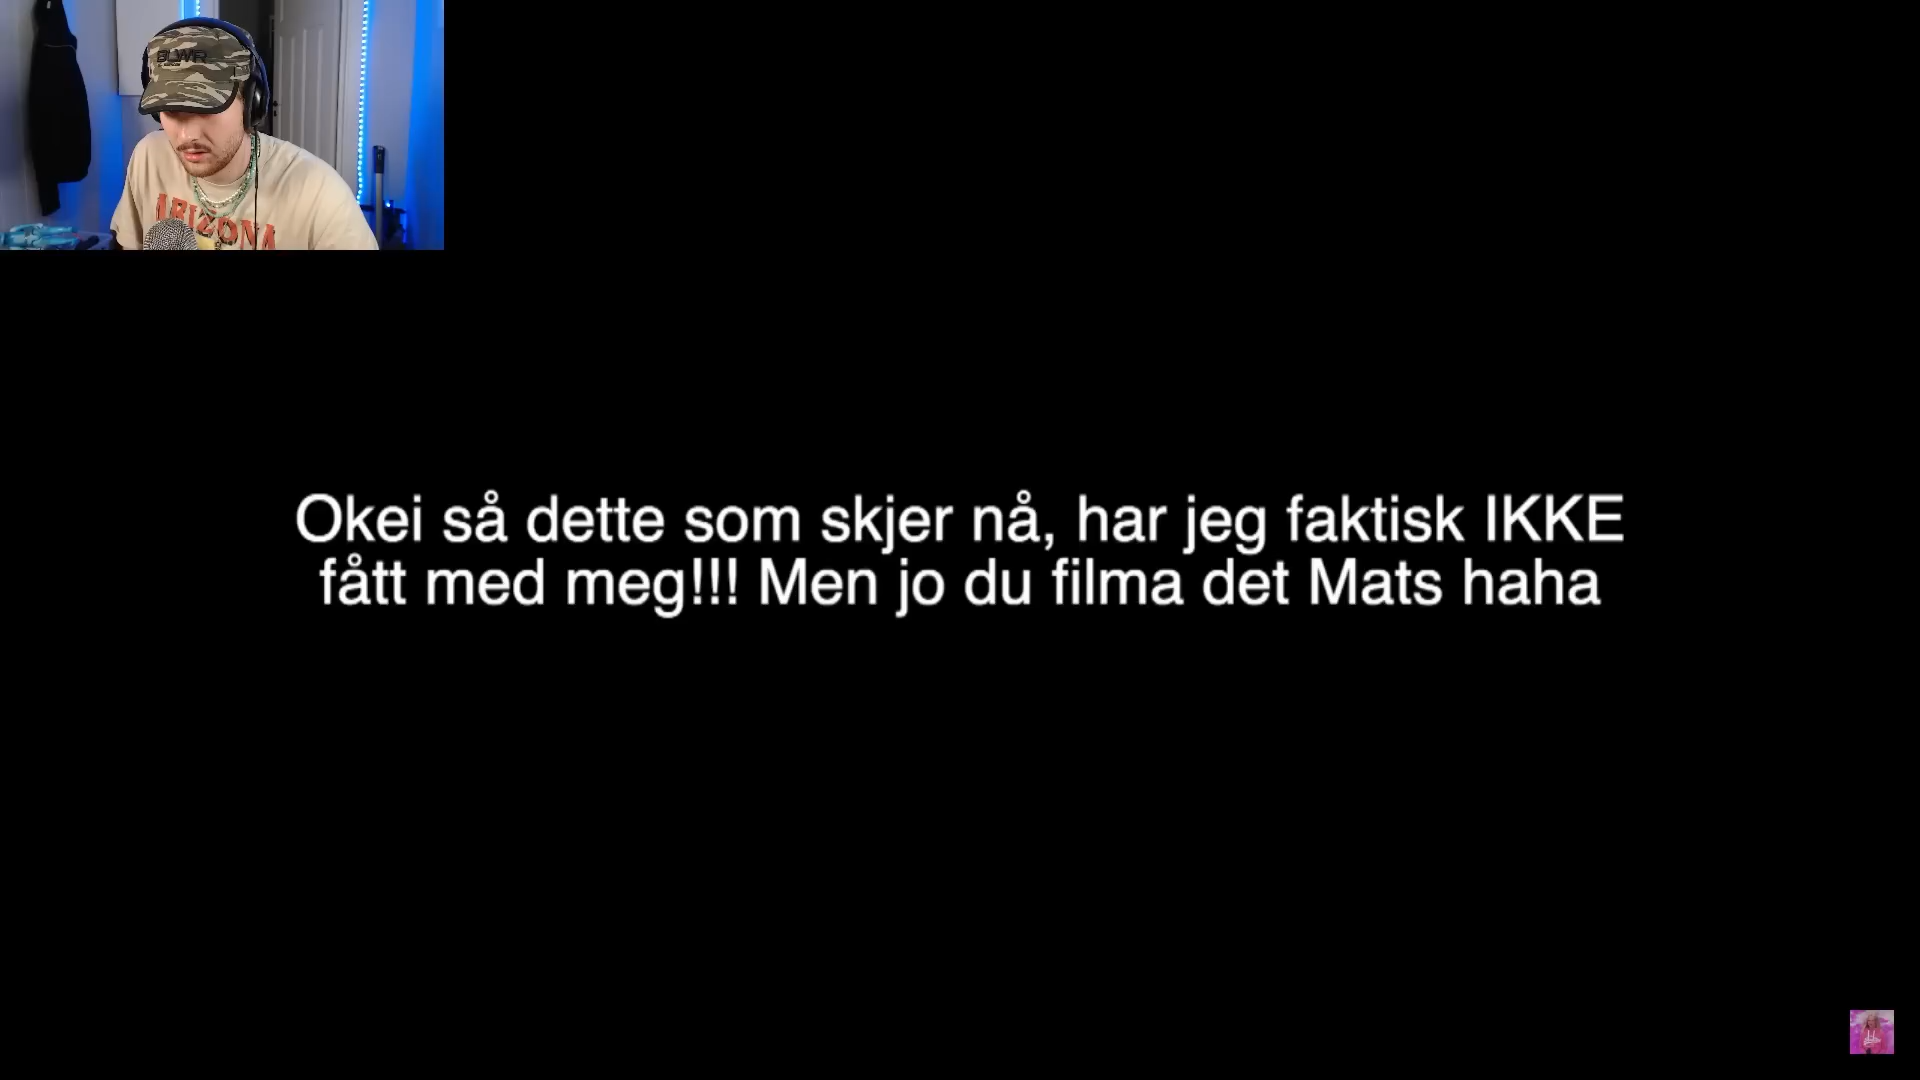 BLWR
ARIZONA
Okei så dette som skjer nå, har jeg faktisk IKKE
fått med meg!!! Men jo du filma det Mats haha